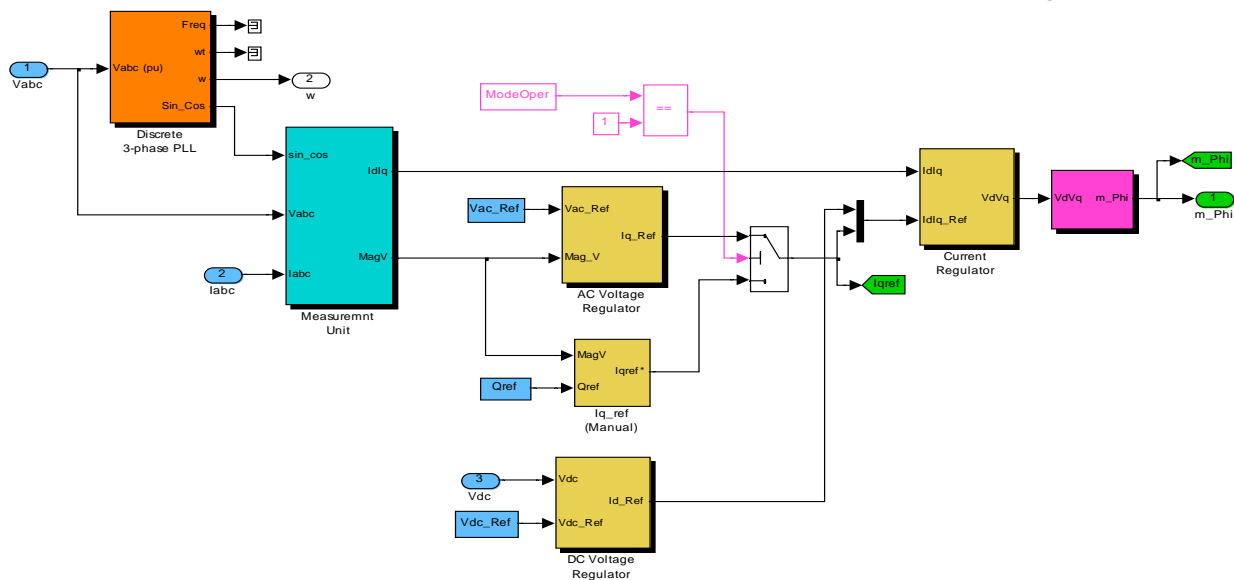 Freq
wt
1
Vabc (pu)
w
2
Vabc
w
ModeOper
Sin_Cos
==
1
Discrete
3-phase PLL
sin_cos
IdIq
IdIq
m_Phi
VdVq
VdVq
m_Phi
1
m_Phi
Vac_Ref
Vac_Ref
Vabc
IdIq_Ref
Iq_Ref
MagV
Mag_V
Current
Regulator
2
Iabc
Iabc
Iqref
AC Voltage
Regulator
Measuremnt
Unit
MagV
Iqref*
Qref
Qref
Iq_ref
(Manual)
3
Vdc
Vdc
Id_Ref
Vdc_Ref
Vdc_Ref
DC Voltage
Regulator